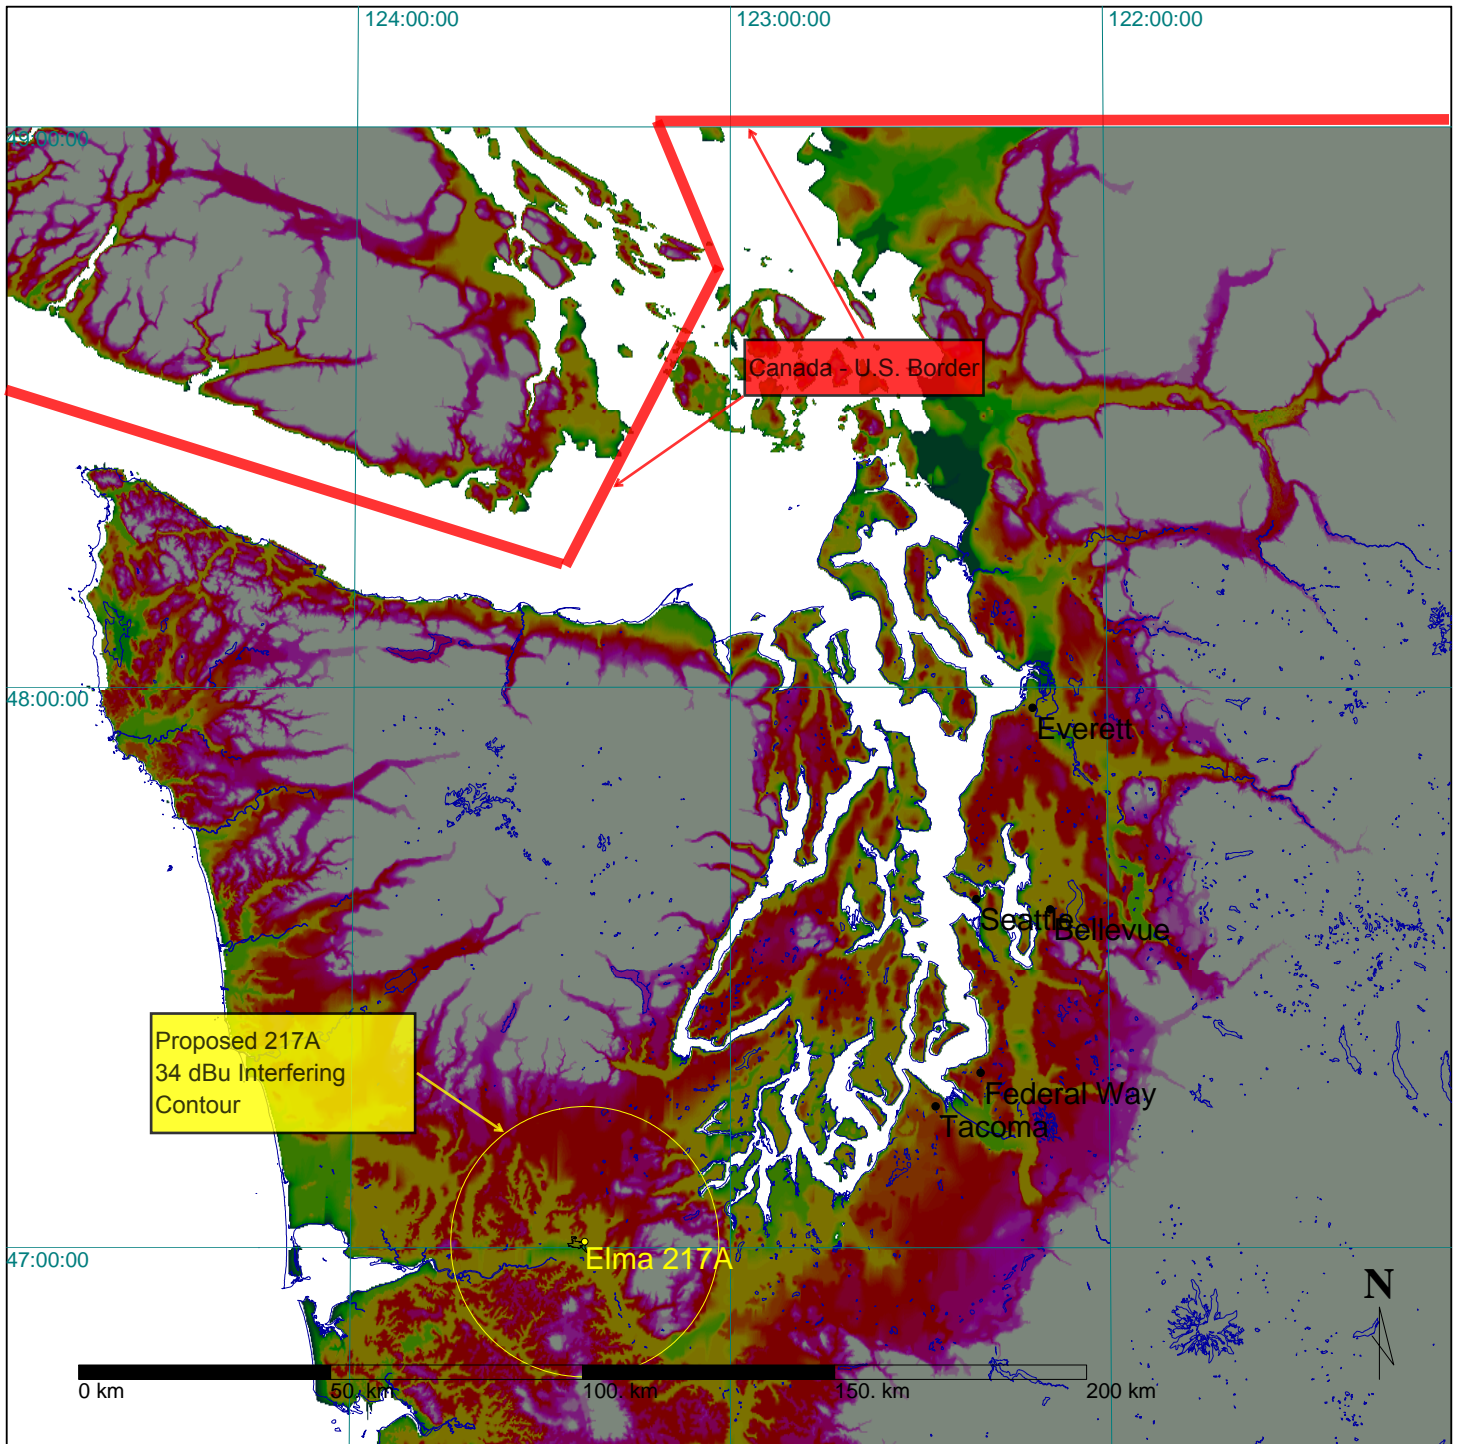 124:00:00
123:00:00
122:00:00
49:00:00
Canada - U.S. Border
48:00:00
Everett
Seattle
Bellevue
Proposed 217A
34 dBu Interfering
Contour
Federal Way
Tacoma
47:00:00
Elma 217A
N
0 km
50. km
100. km
150. km
200 km